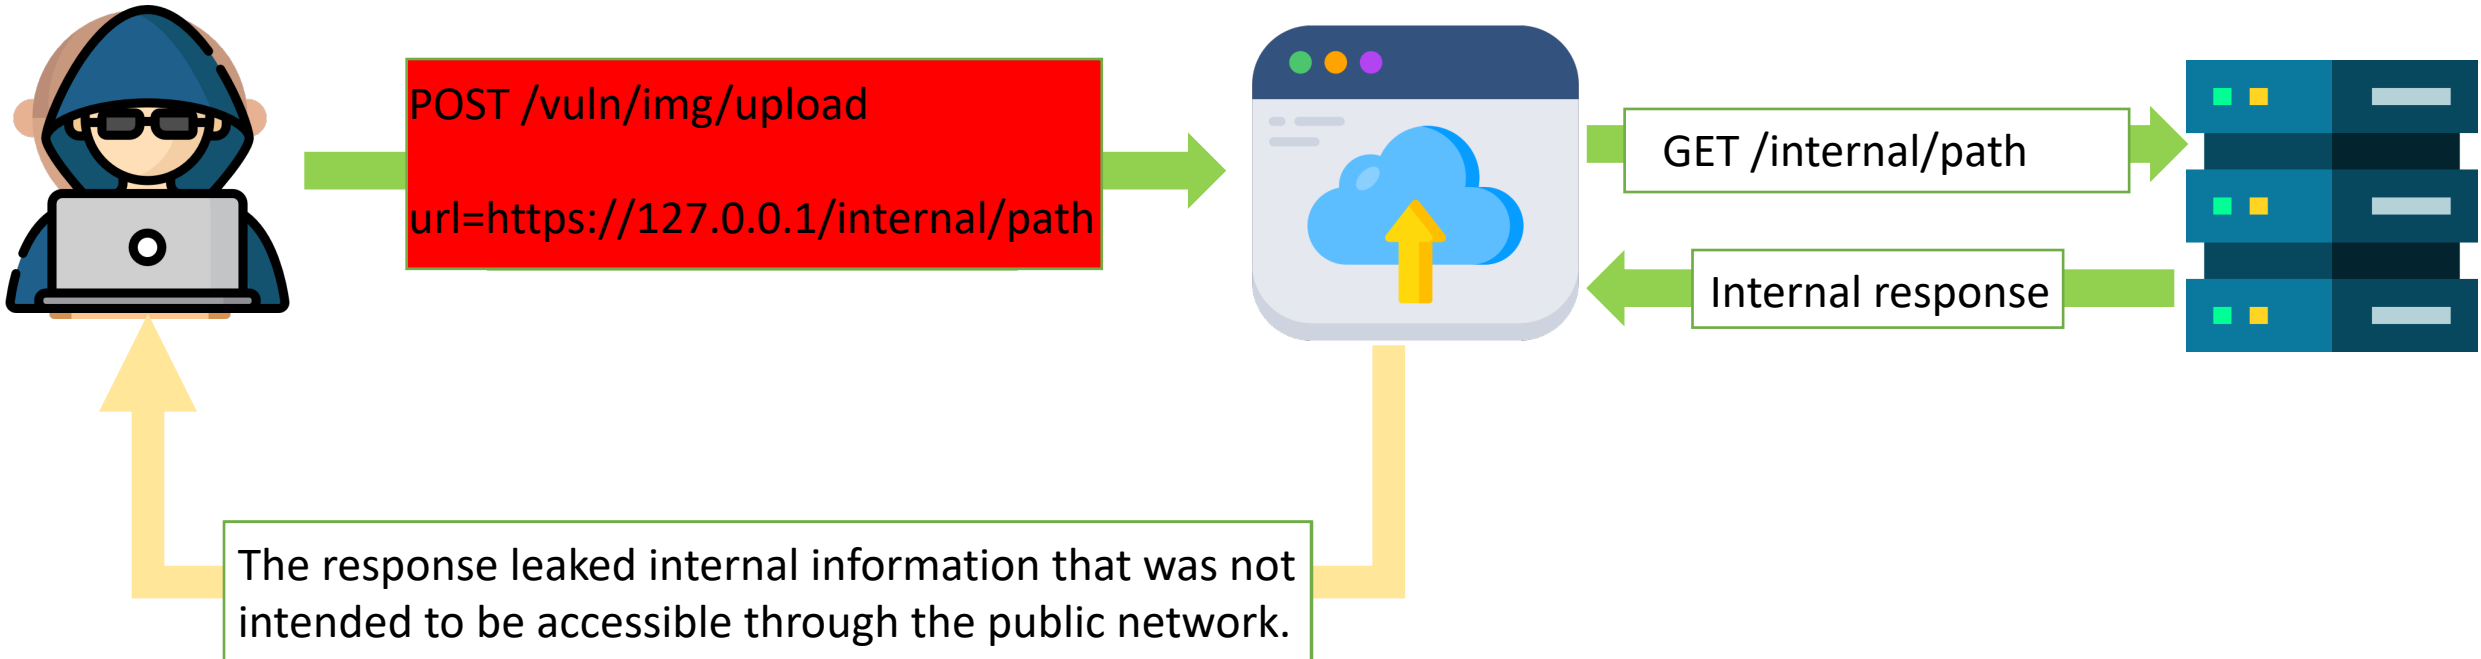 POST /vuln/img/upload
url=https://127.0.0.1/internal/path
GET /internal/path
Internal response
The response leaked internal information that was not
intended to be accessible through the public network.